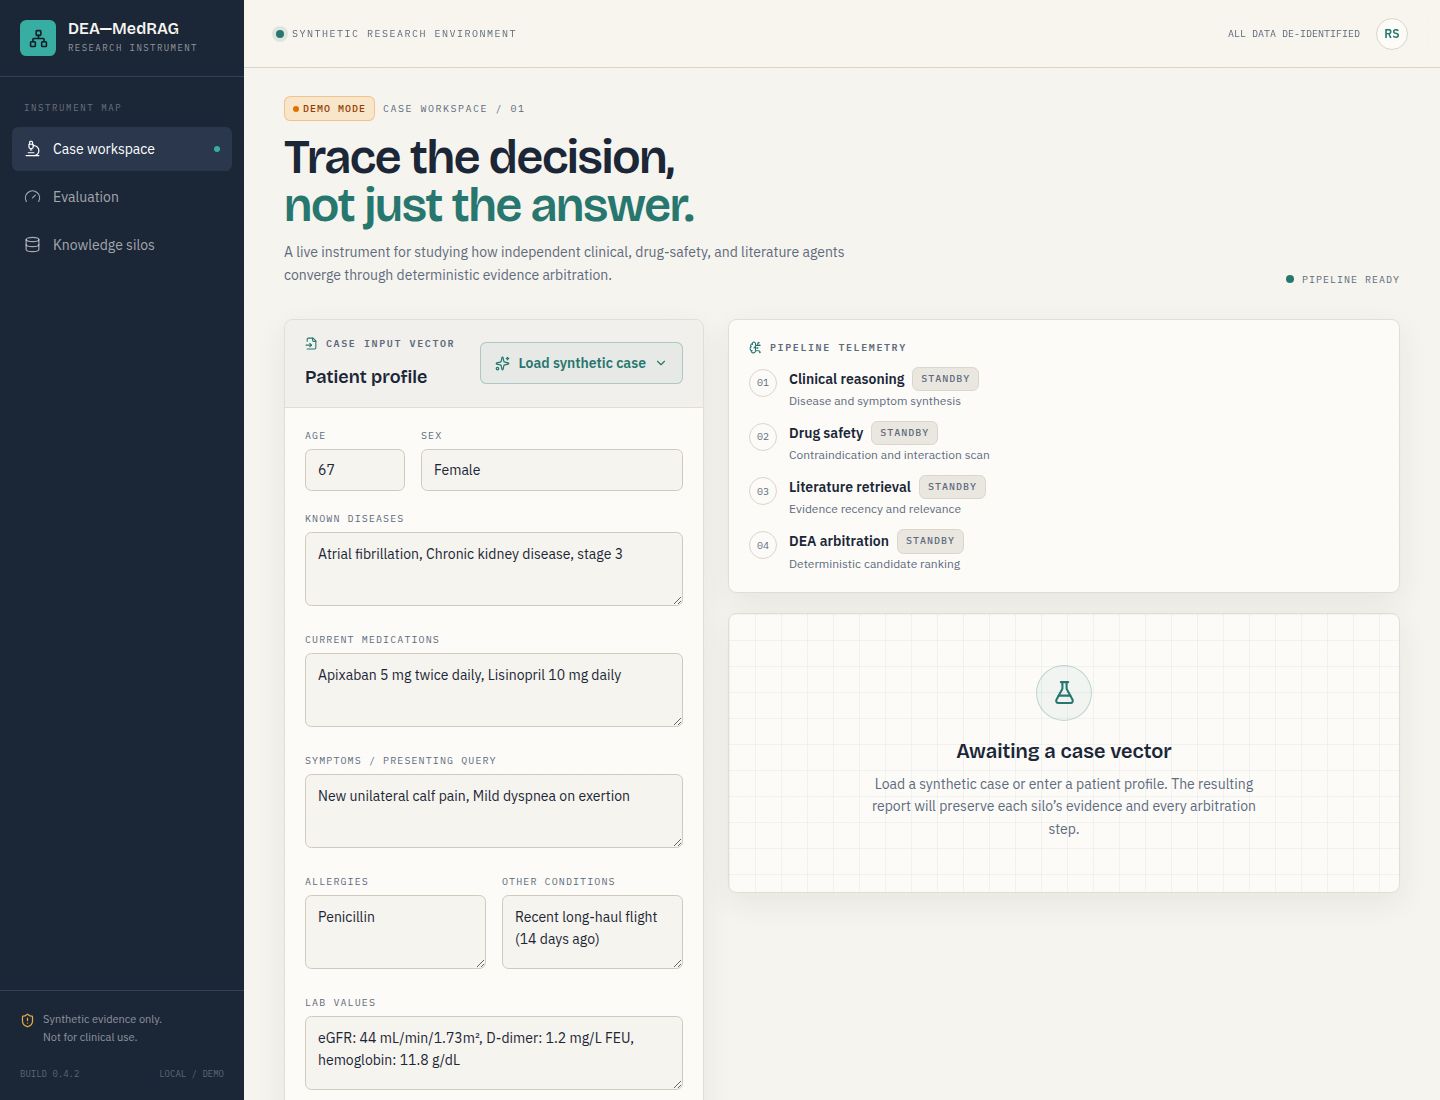 DEA—MedRAG
RESEARCH INSTRUMENT
INSTRUMENT MAP
Case workspace
Evaluation
Knowledge silos
Synthetic evidence only.
Not for clinical use.
BUILD 0.4.2
LOCAL / DEMO
SYNTHETIC RESEARCH ENVIRONMENT
ALL DATA DE-IDENTIFIED
RS
DEMO MODE
CASE WORKSPACE / 01
Trace the decision,
not just the answer.
A live instrument for studying how independent clinical, drug-safety, and literature agents
converge through deterministic evidence arbitration.
PIPELINE READY
CASE INPUT VECTOR
Patient profile
Load synthetic case
AGE
SEX
67
Female
KNOWN DISEASES
Atrial fibrillation, Chronic kidney disease, stage 3
CURRENT MEDICATIONS
Apixaban 5 mg twice daily, Lisinopril 10 mg daily
SYMPTOMS / PRESENTING QUERY
New unilateral calf pain, Mild dyspnea on exertion
ALLERGIES
Penicillin
OTHER CONDITIONS
Recent long-haul flight
(14 days ago)
LAB VALUES
eGFR: 44 mL/min/1.73m², D-dimer: 1.2 mg/L FEU,
hemoglobin: 11.8 g/dL
PIPELINE TELEMETRY
01
Clinical reasoning
STANDBY
Disease and symptom synthesis
02
Drug safety
STANDBY
Contraindication and interaction scan
03
Literature retrieval
STANDBY
Evidence recency and relevance
04
DEA arbitration
STANDBY
Deterministic candidate ranking
Awaiting a case vector
Load a synthetic case or enter a patient profile. The resulting
report will preserve each silo’s evidence and every arbitration
step.